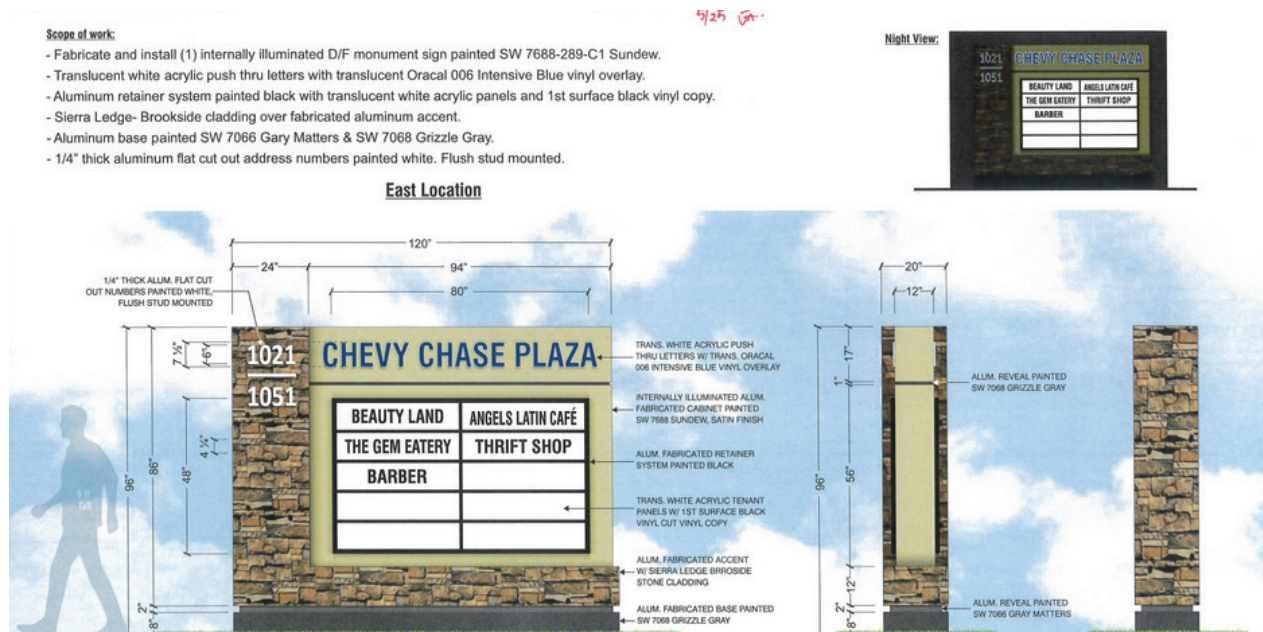 5/25
Scope of work:
- Fabricate and install (1) internally illuminated D/F monument sign painted SW 7688-289-C1 Sundew.
- Translucent white acrylic push thru letters with translucent Oracal 006 Intensive Blue vinyl overlay.
- Aluminum retainer system painted black with translucent white acrylic panels and 1st surface black vinyl copy.
- Sierra Ledge- Brookside cladding over fabricated aluminum accent.
- Aluminum base painted SW 7066 Gary Matters & SW 7068 Grizzle Gray.
- 1/4" thick aluminum flat cut out address numbers painted white. Flush stud mounted.
Night View:
1021
1051
CHEVY CHASE PLAZA
BEAUTY LAND
ANGELS LATIN CAFÉ
THE GEM EATERY
THRIFT SHOP
BARBER
East Location
120"
24"
94"
80"
1/4" THICK ALUM. FLAT CUT
OUT NUMBERS PAINTED WHITE,
FLUSH STUD MOUNTED
96"
86"
7 ½"
6"
48"
4 ¼"
2"
8"
6 ft
Tall
1021
1051
CHEVY CHASE PLAZA
BEAUTY LAND
ANGELS LATIN CAFÉ
THE GEM EATERY
THRIFT SHOP
BARBER
TRANS. WHITE ACRYLIC PUSH
THRU LETTERS W/ TRANS. ORACAL
006 INTENSIVE BLUE VINYL OVERLAY
INTERNALLY ILLUMINATED ALUM.
FABRICATED CABINET PAINTED
SW 7688 SUNDEW, SATIN FINISH
ALUM. FABRICATED RETAINER
SYSTEM PAINTED BLACK
TRANS. WHITE ACRYLIC TENANT
PANELS W/ 1ST SURFACE BLACK
VINYL CUT VINYL COPY
ALUM. FABRICATED ACCENT
W/ SIERRA LEDGE BRROSIDE
STONE CLADDING
ALUM. FABRICATED BASE PAINTED
SW 7068 GRIZZLE GRAY
20"
12"
96"
17"
1"
56"
12"
2"
8"
ALUM. REVEAL PAINTED
SW 7068 GRIZZLE GRAY
ALUM. REVEAL PAINTED
SW 7066 GRAY MATTERS